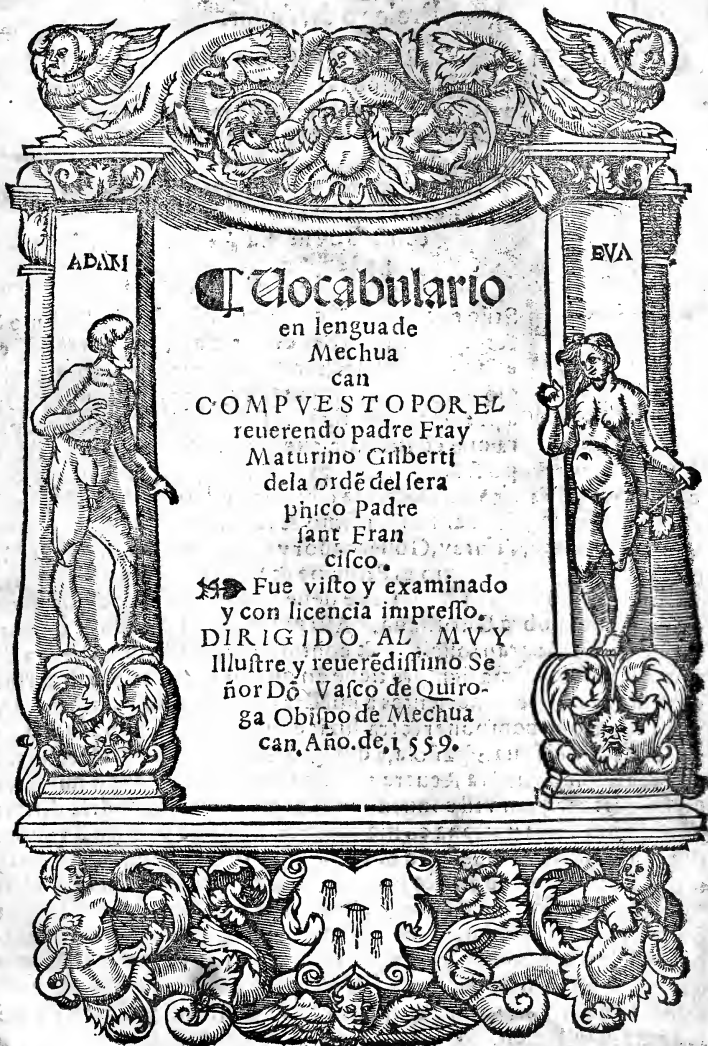 ADAM
EVA
¶ Vocabulario
en lengua de
Mechua
can
COMPVESTO POR EL
reuerendo padre Fray
Maturino Gilberti
dela ordẽ del ſera
phico Padre
ſant Fran
ciſco.
Fue viſto y examinado
y con licencia impreſſo.
DIRIGIDO AL MVY
Illuſtre y reuerẽdiſſimo Se
ñor Dõ Vaſco de Quiro-
ga Obiſpo de Mechua
can. Año. de. 1559.